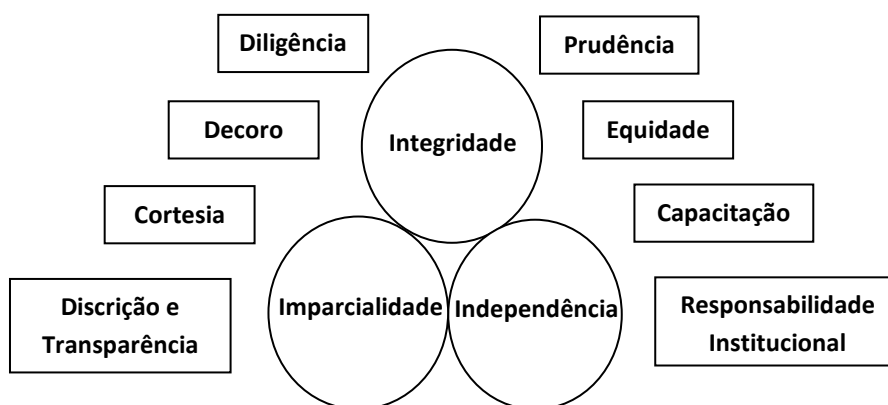 Diligência
Prudência
Decoro
Integridade
Equidade
Cortesia
Capacitação
Discrição e
Transparência
Imparcialidade
Independência
Responsabilidade
Institucional